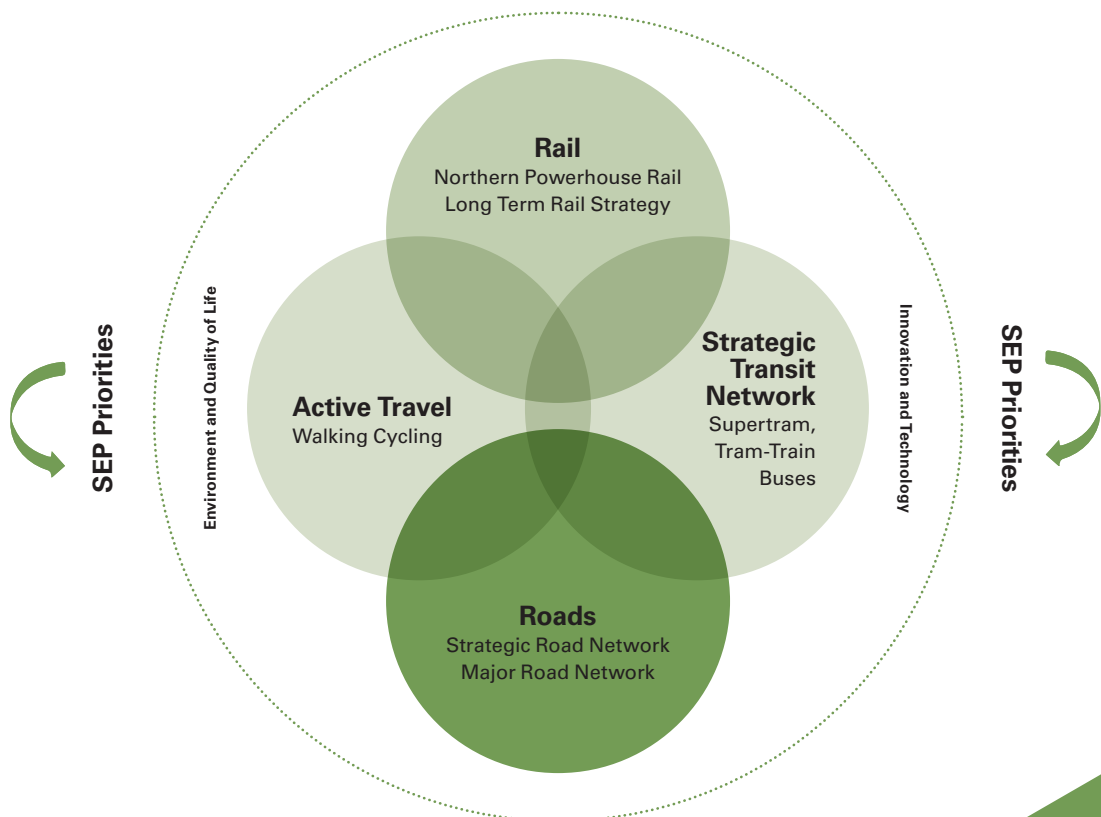 Rail
Northern Powerhouse Rail
Long Term Rail Strategy
SEP Priorities
Environment and Quality of Life
Active Travel
Walking Cycling
Strategic
Transit
Network
Supertram,
Tram-Train
Buses
Innovation and Technology
SEP Priorities
Roads
Strategic Road Network
Major Road Network